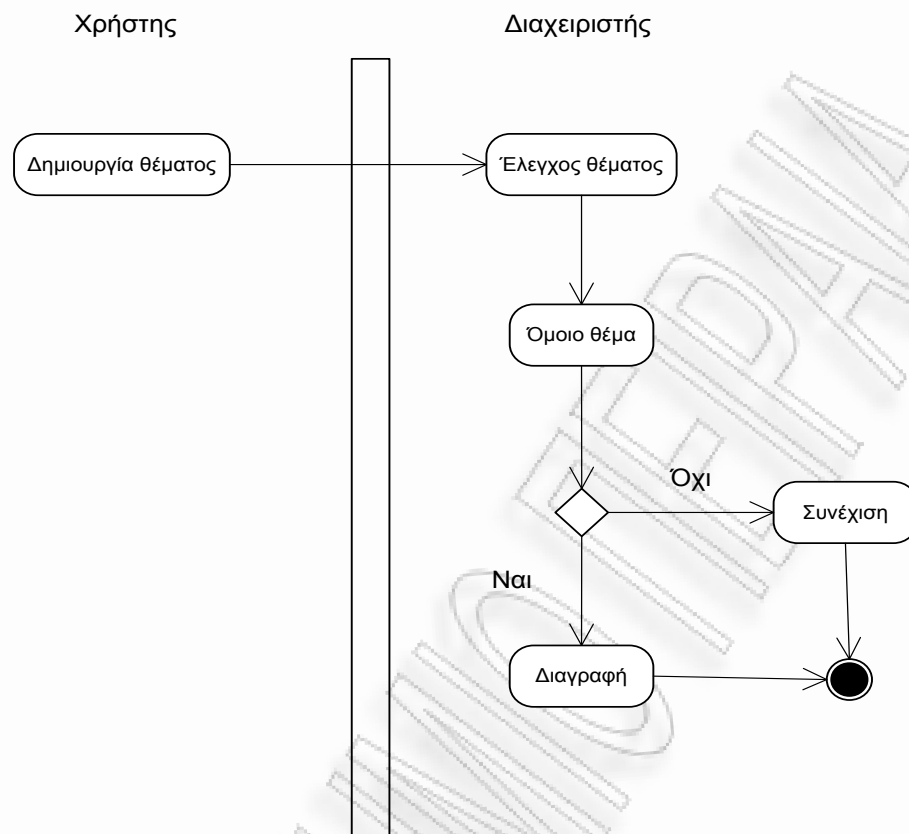 Χρήστης
Διαχειριστής
Δημιουργία θέματος
Έλεγχος θέματος
Όμοιο θέμα
Όχι
Συνέχιση
Ναι
Διαγραφή